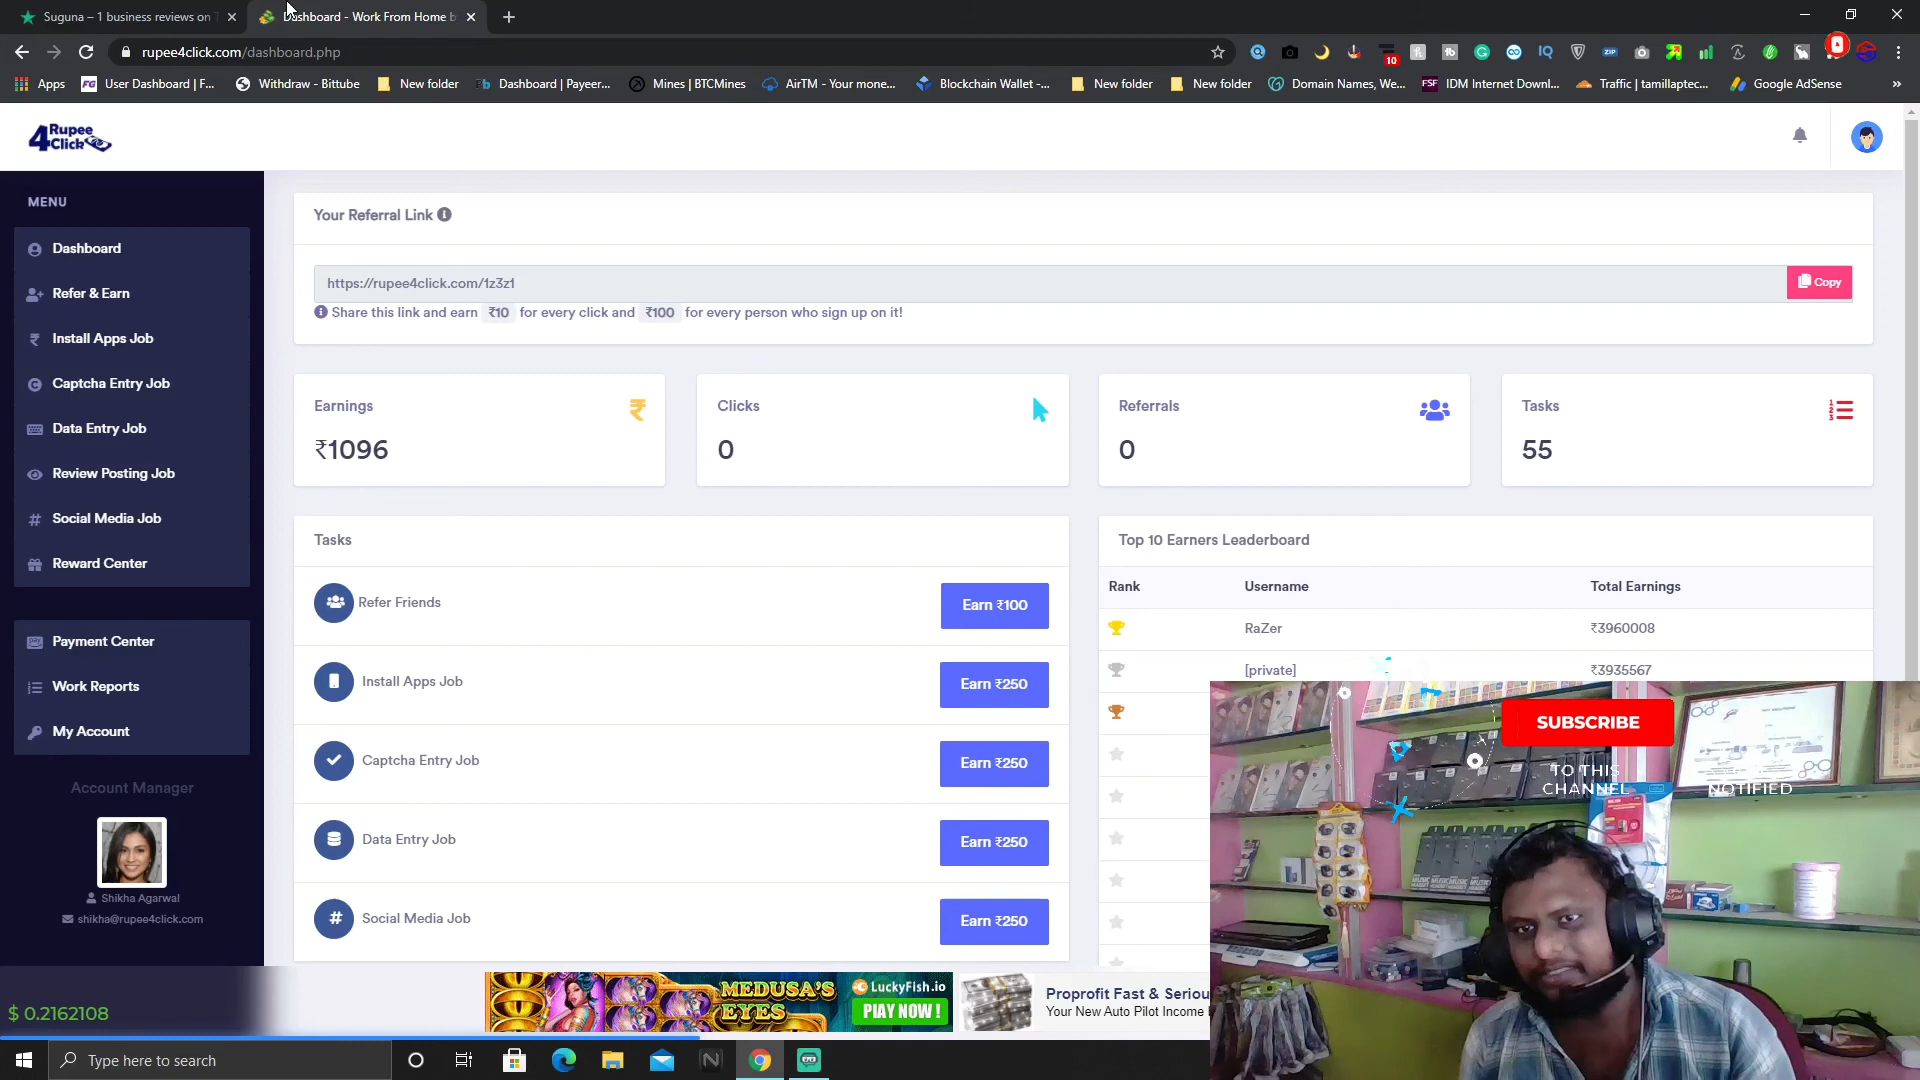 Suguna – 1 business reviews on T
Dashboard - Work From Home b
rupee4click.com/dashboard.php
10
Apps
User Dashboard | F...
Withdraw - Bittube
New folder
Dashboard | Payeer...
Mines | BTCMines
AirTM - Your mone...
Blockchain Wallet -...
New folder
New folder
Domain Names, We...
IDM Internet Downl...
Traffic | tamillaptec...
Google AdSense
Rupee
4Click
MENU
Dashboard
Refer & Earn
Install Apps Job
Captcha Entry Job
Data Entry Job
Review Posting Job
Social Media Job
Reward Center
Payment Center
Work Reports
My Account
Account Manager
Shikha Agarwal
shikha@rupee4click.com
$ 0.2162108
Your Referral Link
https://rupee4click.com/1z3z1
Copy
Share this link and earn ₹10 for every click and ₹100 for every person who sign up on it!
Earnings
₹1096
Clicks
0
Referrals
0
Tasks
55
Tasks
Refer Friends
Earn ₹100
Install Apps Job
Earn ₹250
Captcha Entry Job
Earn ₹250
Data Entry Job
Earn ₹250
Social Media Job
Earn ₹250
Top 10 Earners Leaderboard
Rank Username Total Earnings
RaZer ₹3960008
[private] ₹3935567
SUBSCRIBE
TO THIS
CHANNEL
NOTIFIED
MEDUSA'S
EYES
LuckyFish.io
PlAY NOW !
Proprofit Fast & Seriou
Your New Auto Pilot Income
Type here to search